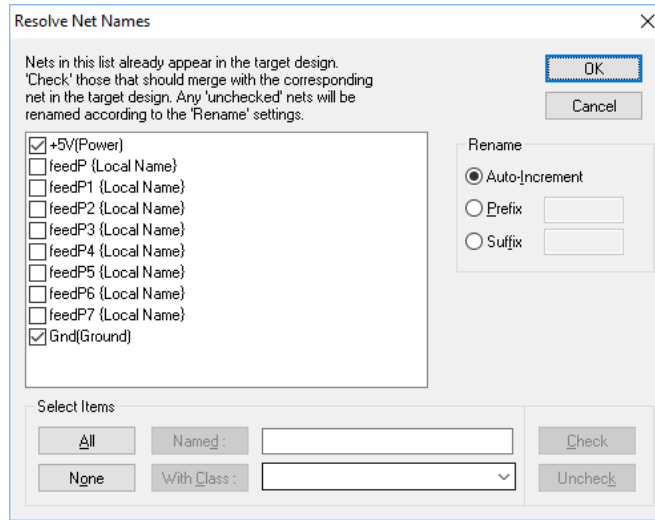 Resolve Net Names
Nets in this list already appear in the target design.
'Check' those that should merge with the corresponding
net in the target design. Any 'unchecked' nets will be
renamed according to the 'Rename' settings.
OK
Cancel
+5V(Power)
feedP {Local Name}
feedP1 {Local Name}
feedP2 {Local Name}
feedP3 {Local Name}
feedP4 {Local Name}
feedP5 {Local Name}
feedP6 {Local Name}
feedP7 {Local Name}
Gnd(Ground)
Rename
Auto-Increment
Prefix
Suffix
Select Items
All
Named :
Check
None
With Class :
Uncheck